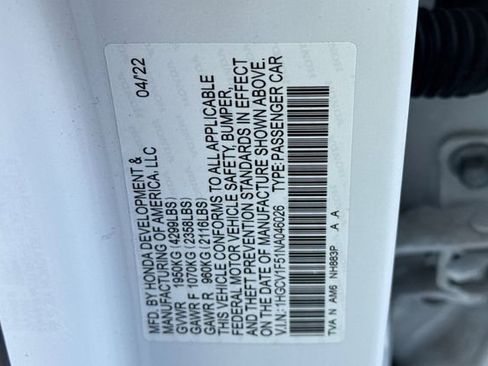 MFD. BY HONDA DEVELOPMENT &
MANUFACTURING OF AMERICA, LLC 04/22
GVWR 1950KG (4299LBS)
GAWR F 1070KG (2358LBS)
GAWR R 960KG (2116LBS)
THIS VEHICLE CONFORMS TO ALL APPLICABLE
FEDERAL MOTOR VEHICLE SAFETY, BUMPER,
AND THEFT PREVENTION STANDARDS IN EFFECT
ON THE DATE OF MANUFACTURE SHOWN ABOVE.
V.I.N.: 1HGCV1F51NA046026 TYPE:PASSENGER CAR
TVA N AM6 NH883P .A .A